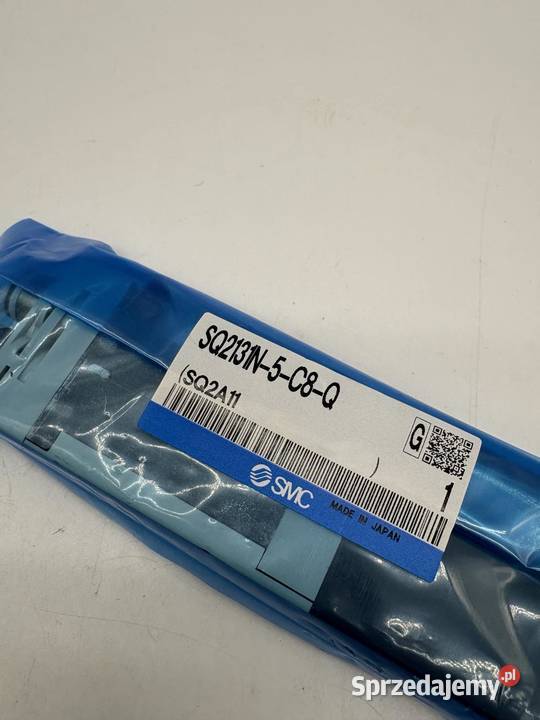 SQ2131N-5-C8-Q
(SQ2A11 )
G
1
SMC
MADE IN JAPAN
Sprzedajemy.pl